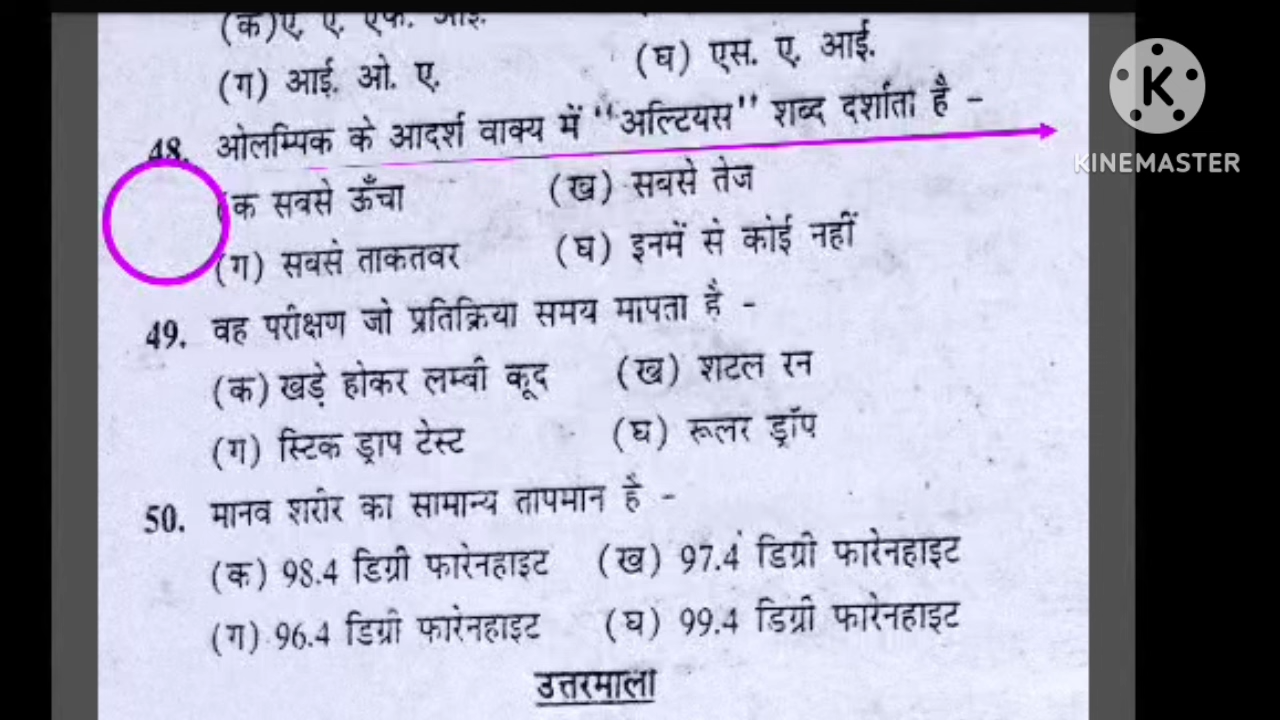 (क)ए. ए. एफ. आई.
(ग) आई. ओ. ए. (घ) एस. ए. आई.
48. ओलम्पिक के आदर्श वाक्य में "अल्टियस" शब्द दर्शाता है -
(क सबसे ऊँचा (ख) सबसे तेज
(ग) सबसे ताकतवर (घ) इनमें से कोई नहीं
49. वह परीक्षण जो प्रतिक्रिया समय मापता है -
(क) खड़े होकर लम्बी कूद (ख) शटल रन
(ग) स्टिक ड्राप टेस्ट (घ) रूलर ड्रॉप
50. मानव शरीर का सामान्य तापमान है -
(क) 98.4 डिग्री फारेनहाइट (ख) 97.4 डिग्री फारेनहाइट
(ग) 96.4 डिग्री फारेनहाइट (घ) 99.4 डिग्री फारेनहाइट
उत्तरमाला
K
KINEMASTER